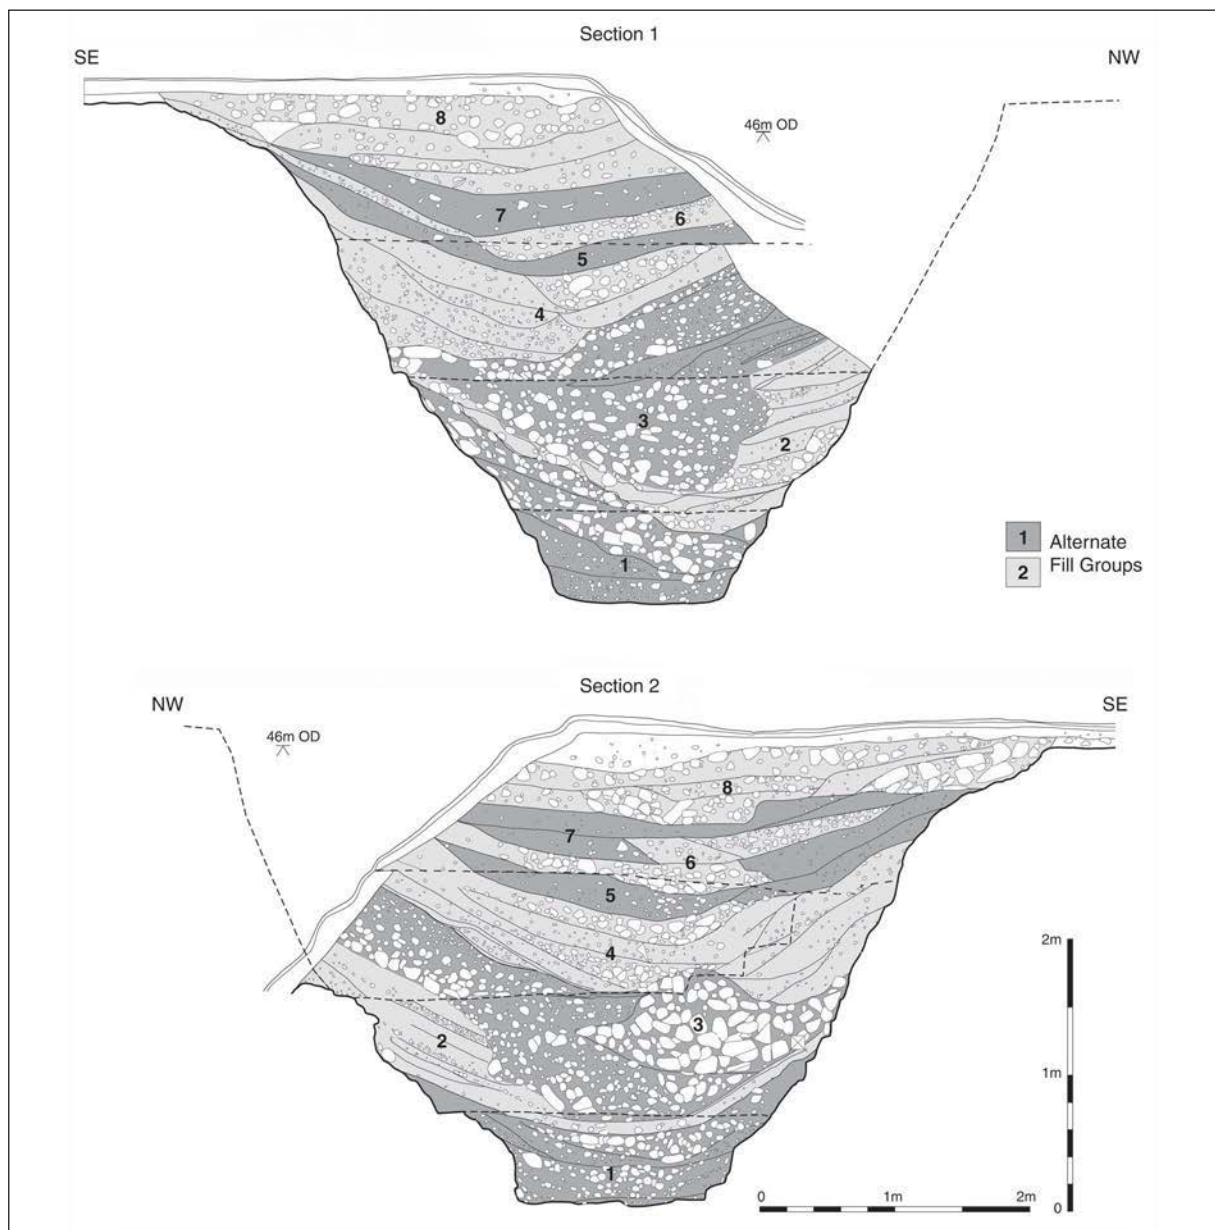 Section 1
SE
NW
8
46m OD
7
6
5
4
3
2
1
1 Alternate
2 Fill Groups
Section 2
NW
SE
46m OD
8
7
6
5
4
3
2
1
2m
1m
0
0 1m 2m